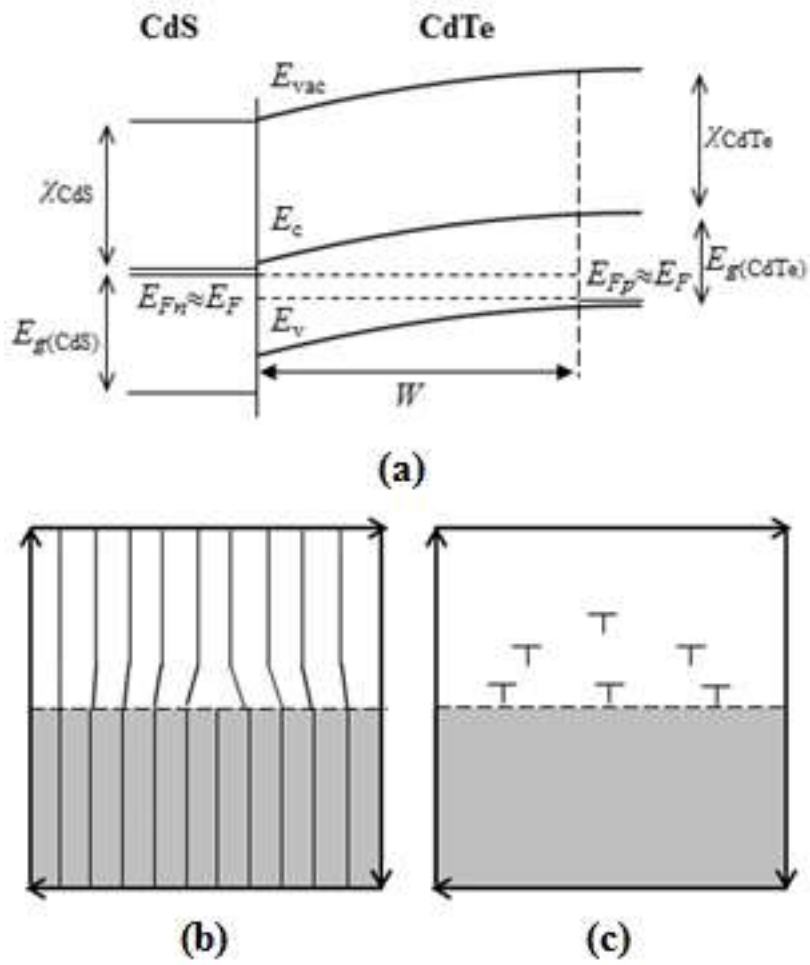 CdS CdTe
E_vac
χ_CdS
χ_CdTe
E_c
E_g(CdTe)
E_Fn≈E_F
E_Fp≈E_F
E_g(CdS)
E_v
W
(a)
(b) (c)